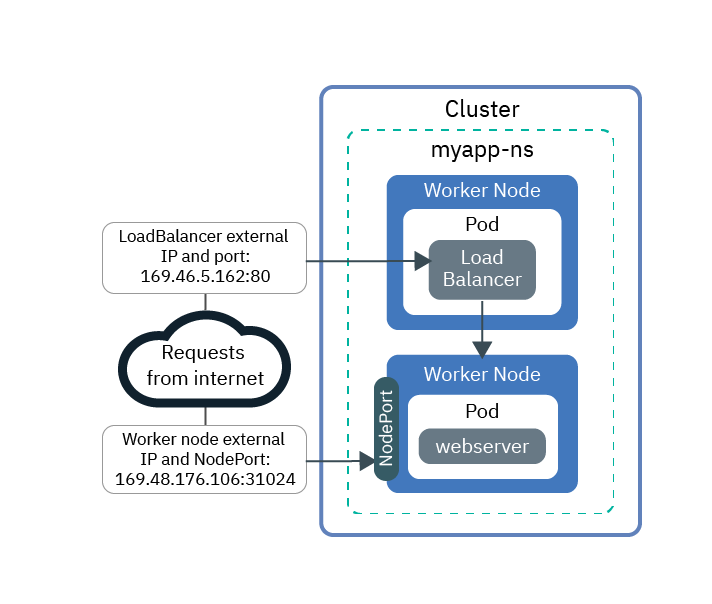 Cluster
myapp-ns
Worker Node
Pod
Load
Balancer
LoadBalancer external
IP and port:
169.46.5.162:80
Requests
from internet
Worker node external
IP and NodePort:
169.48.176.106:31024
Worker Node
NodePort
Pod
webserver